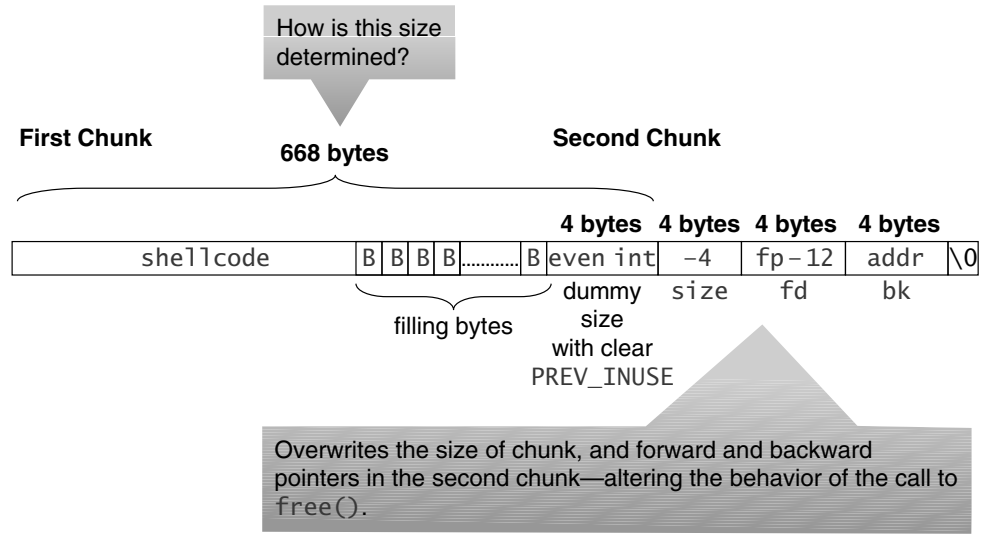 How is this size
determined?
First Chunk
668 bytes
Second Chunk
4 bytes 4 bytes 4 bytes 4 bytes
shellcode B B B B ............ B even int −4 fp−12 addr \0
dummy size fd bk
filling bytes
size
with clear
PREV_INUSE
Overwrites the size of chunk, and forward and backward
pointers in the second chunk—altering the behavior of the call to
free().